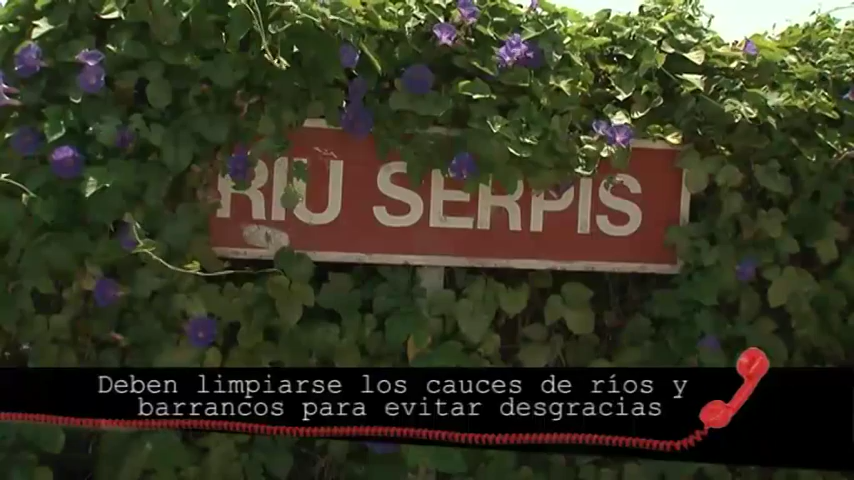 RIU SERPIS
Deben limpiarse los cauces de ríos y
barrancos para evitar desgracias